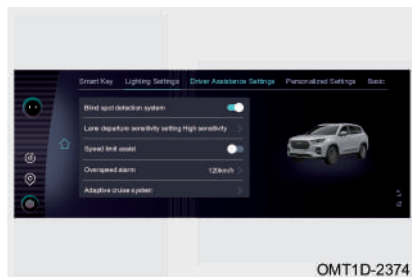 Smart Key Lighting Settings Driver Assistance Settings Personalized Settings Basic
Blind spot detection system
Lane departure sensitivity setting High sensitivity
Speed limit assist
Overspeed alarm 120km/h
Adaptive cruise system
OMT1D-2374